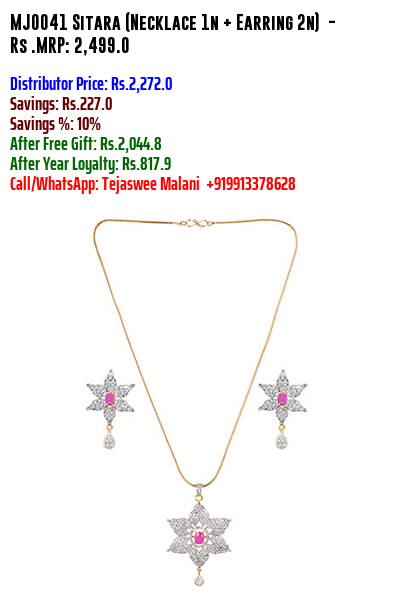 MJ0041 Sitara (Necklace 1n + Earring 2n) -
Rs .MRP: 2,499.0
Distributor Price: Rs.2,272.0
Savings: Rs.227.0
Savings %: 10%
After Free Gift: Rs.2,044.8
After Year Loyalty: Rs.817.9
Call/WhatsApp: Tejaswee Malani +919913378628